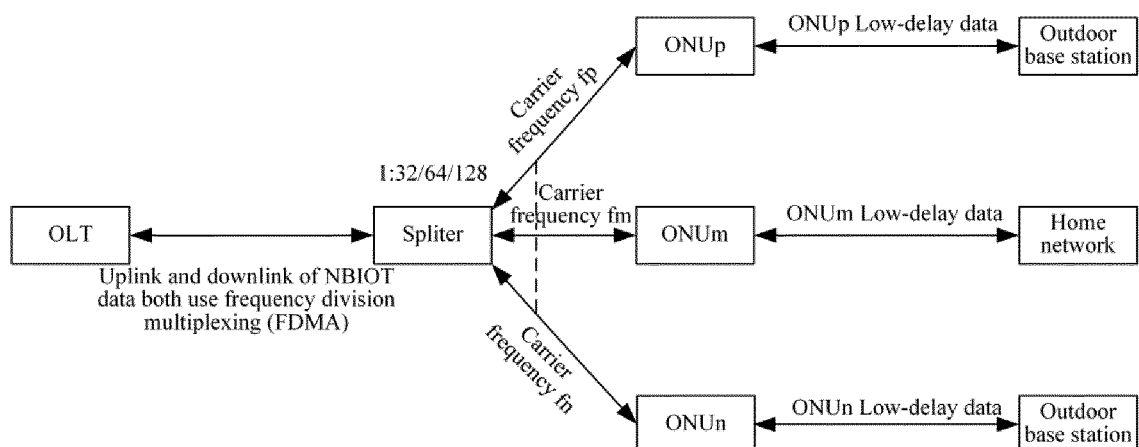 ONUp
ONUp Low-delay data
Outdoor
base station
Carrier
frequency fp
1:32/64/128
OLT
Spliter
Carrier
frequency fm
ONUm
ONUm Low-delay data
Home
network
Uplink and downlink of NBIOT
data both use frequency division
multiplexing (FDMA)
Carrier
frequency fn
ONUn
ONUn Low-delay data
Outdoor
base station